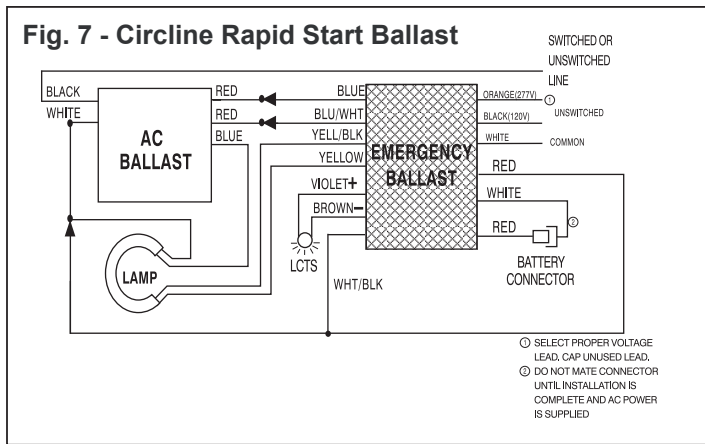 Fig. 7 - Circline Rapid Start Ballast
SWITCHED OR
UNSWITCHED
LINE
BLACK
WHITE
RED
RED
BLUE
AC
BALLAST
BLUE
BLU/WHT
YELL/BLK
YELLOW
VIOLET+
BROWN-
EMERGENCY
BALLAST
ORANGE(277V)
①
UNSWITCHED
BLACK(120V)
WHITE
COMMON
RED
WHITE
②
RED
BATTERY
CONNECTOR
LAMP
LCTS
WHT/BLK
① SELECT PROPER VOLTAGE
LEAD. CAP UNUSED LEAD.
② DO NOT MATE CONNECTOR
UNTIL INSTALLATION IS
COMPLETE AND AC POWER
IS SUPPLIED